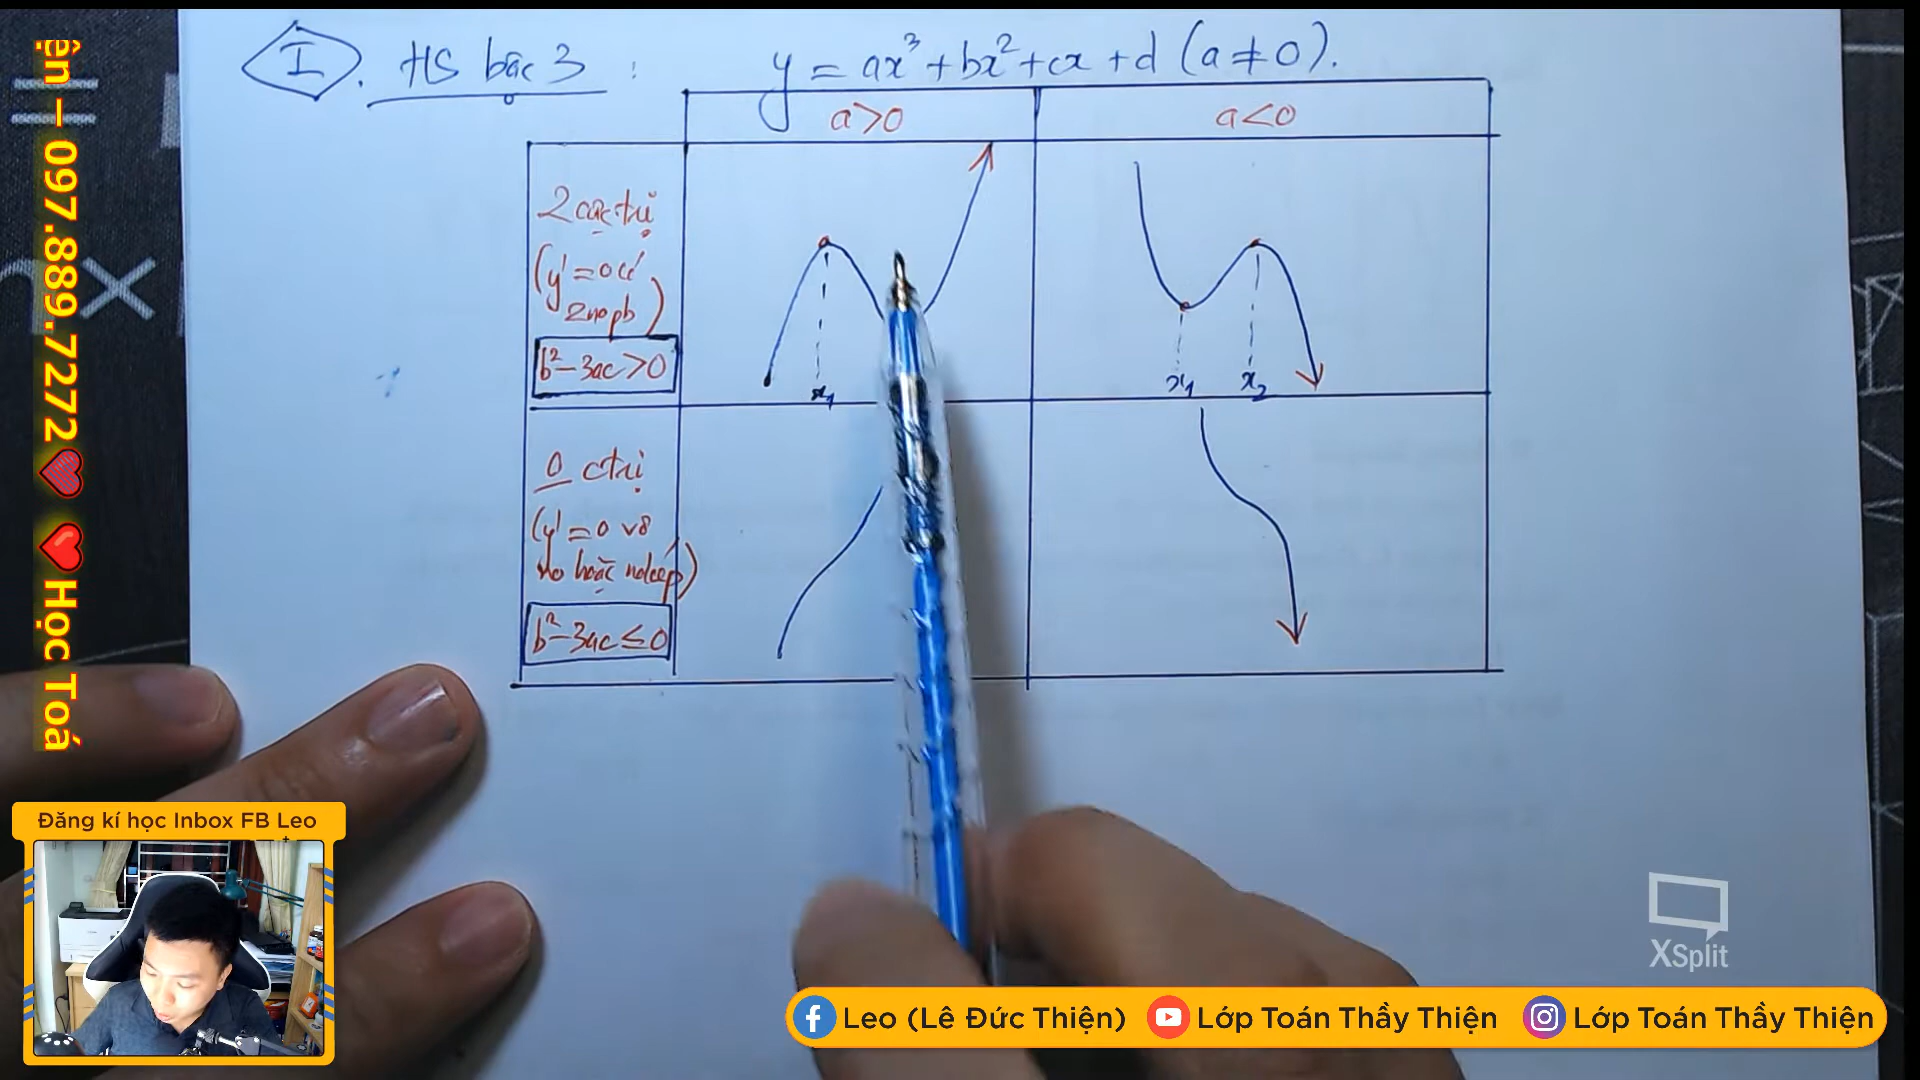 I. HS bậc 3 : y = ax³ + bx² + cx + d (a ≠ 0).
a>0
a<0
2 cực trị
(y' = 0 có
2 no pb)
b² - 3ac > 0
x₁
x₁
x₂
0 ctrị
(y' = 0 vô
no hoặc no kép)
b² - 3ac ≤ 0
ận – 097.889.7272 Học Toá
Đăng kí học Inbox FB Leo
XSplit
Leo (Lê Đức Thiện)
Lớp Toán Thầy Thiện
Lớp Toán Thầy Thiện